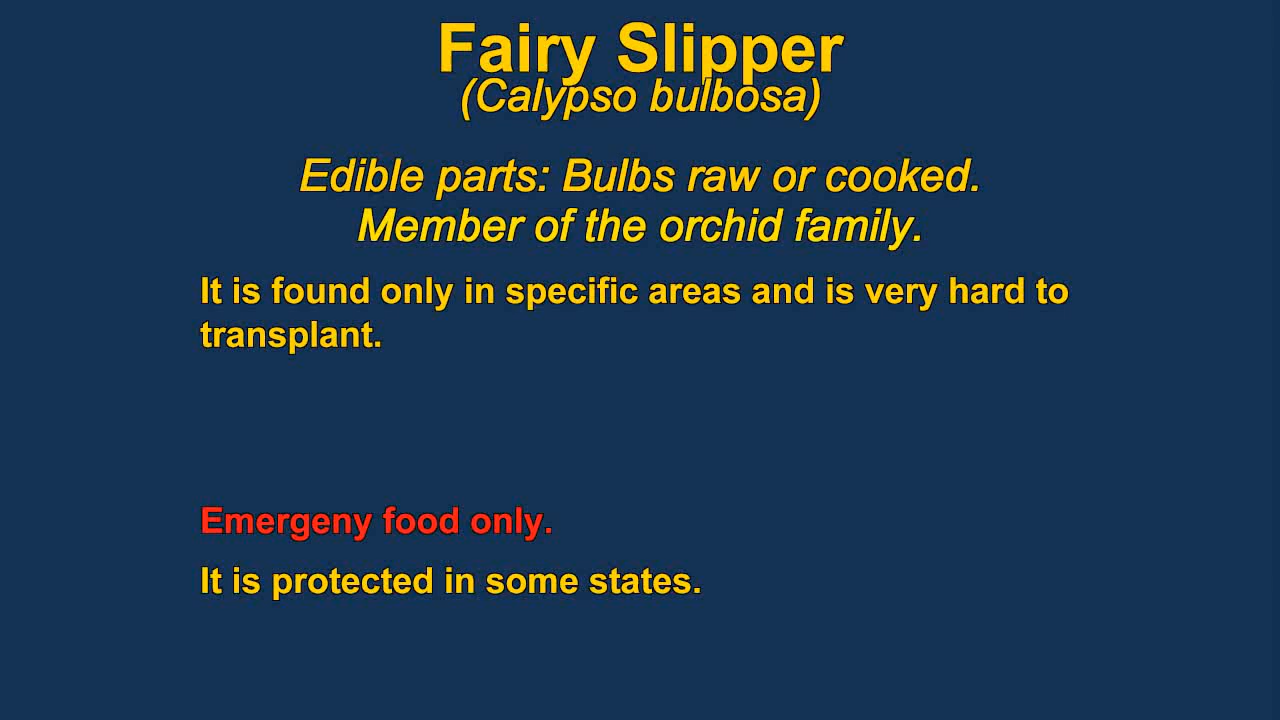 Fairy Slipper
(Calypso bulbosa)
Edible parts: Bulbs raw or cooked.
Member of the orchid family.
It is found only in specific areas and is very hard to
transplant.
Emergeny food only.
It is protected in some states.